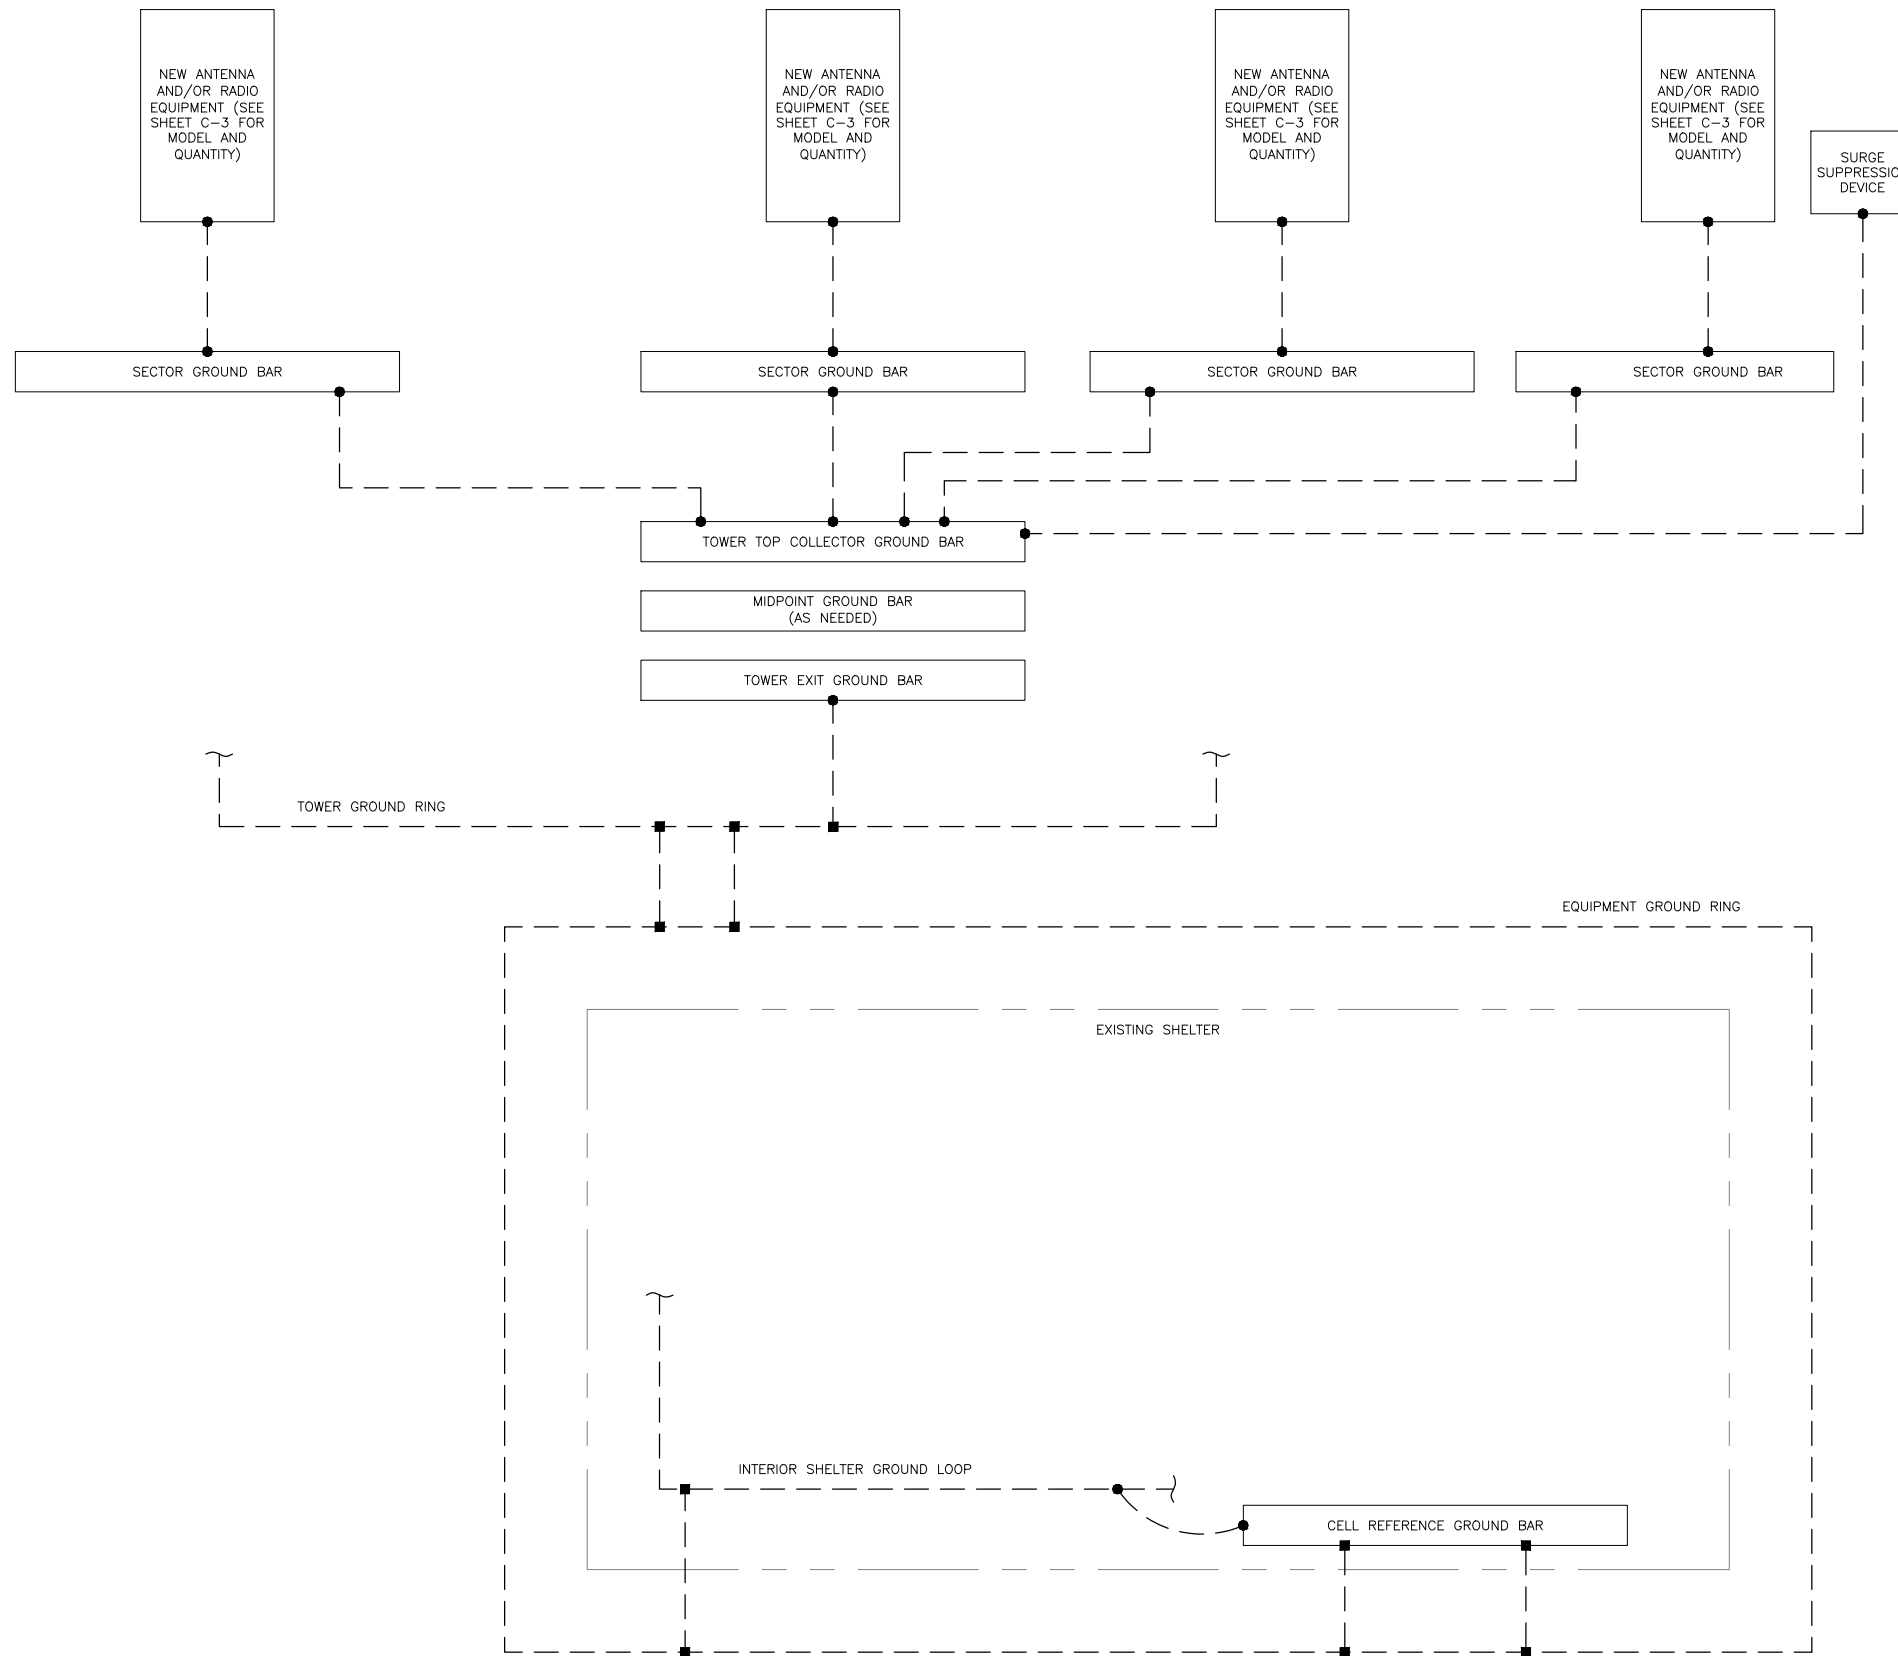 NEW ANTENNA
AND/OR RADIO
EQUIPMENT (SEE
SHEET C-3 FOR
MODEL AND
QUANTITY)
NEW ANTENNA
AND/OR RADIO
EQUIPMENT (SEE
SHEET C-3 FOR
MODEL AND
QUANTITY)
NEW ANTENNA
AND/OR RADIO
EQUIPMENT (SEE
SHEET C-3 FOR
MODEL AND
QUANTITY)
NEW ANTENNA
AND/OR RADIO
EQUIPMENT (SEE
SHEET C-3 FOR
MODEL AND
QUANTITY)
SURGE
SUPPRESSIO
DEVICE
SECTOR GROUND BAR
SECTOR GROUND BAR
SECTOR GROUND BAR
SECTOR GROUND BAR
TOWER TOP COLLECTOR GROUND BAR
MIDPOINT GROUND BAR
(AS NEEDED)
TOWER EXIT GROUND BAR
TOWER GROUND RING
EQUIPMENT GROUND RING
EXISTING SHELTER
INTERIOR SHELTER GROUND LOOP
CELL REFERENCE GROUND BAR